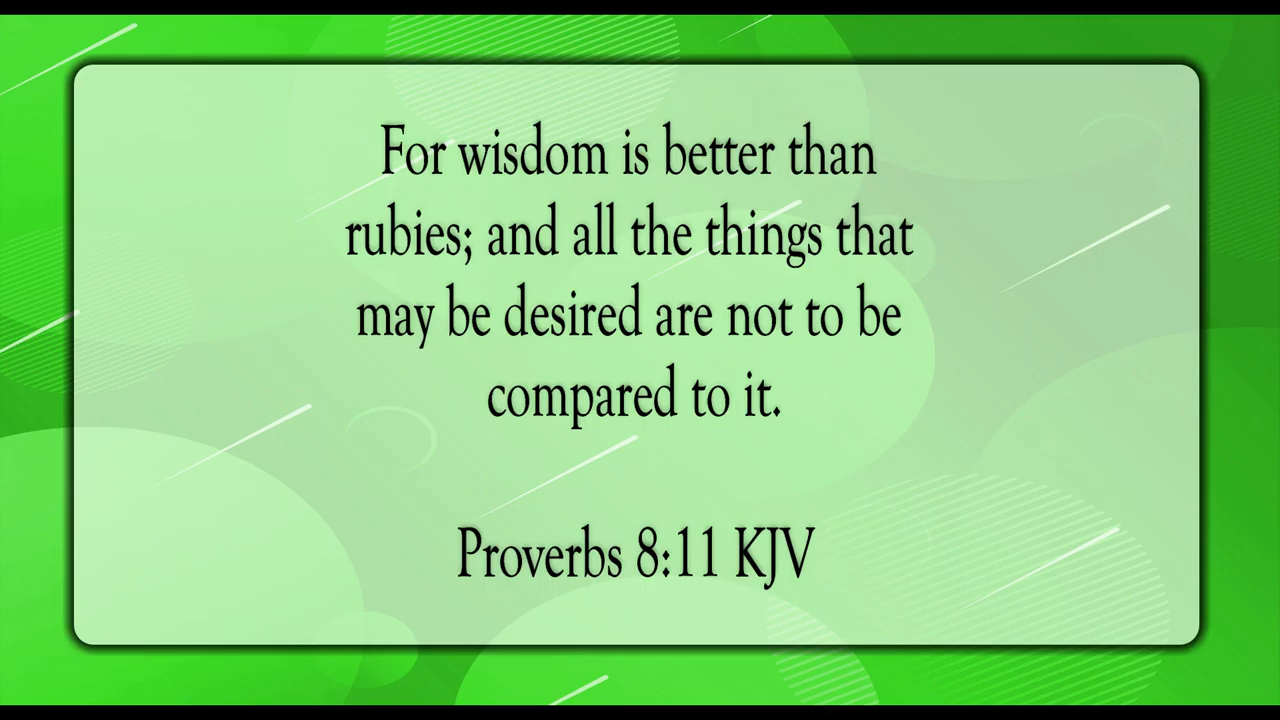 For wisdom is better than
rubies; and all the things that
may be desired are not to be
compared to it.
Proverbs 8:11 KJV